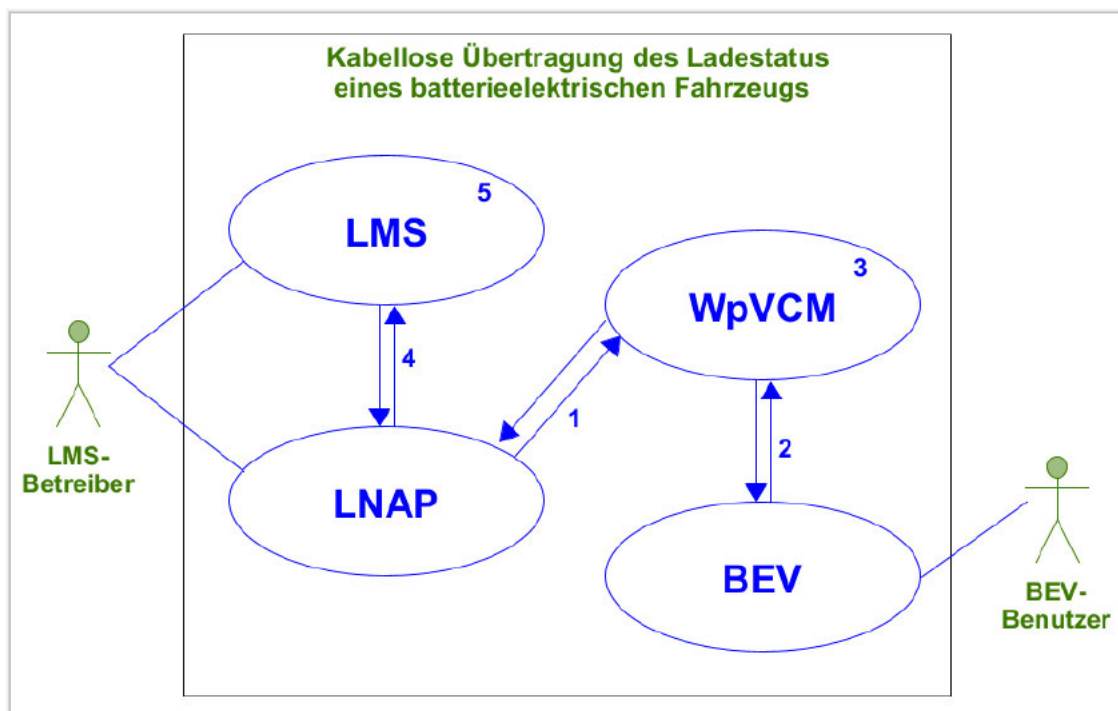 Kabellose Übertragung des Ladestatus
eines batterieelektrischen Fahrzeugs
5
LMS
3
WpVCM
4
1
LMS-
Betreiber
2
LNAP
BEV
BEV-
Benutzer